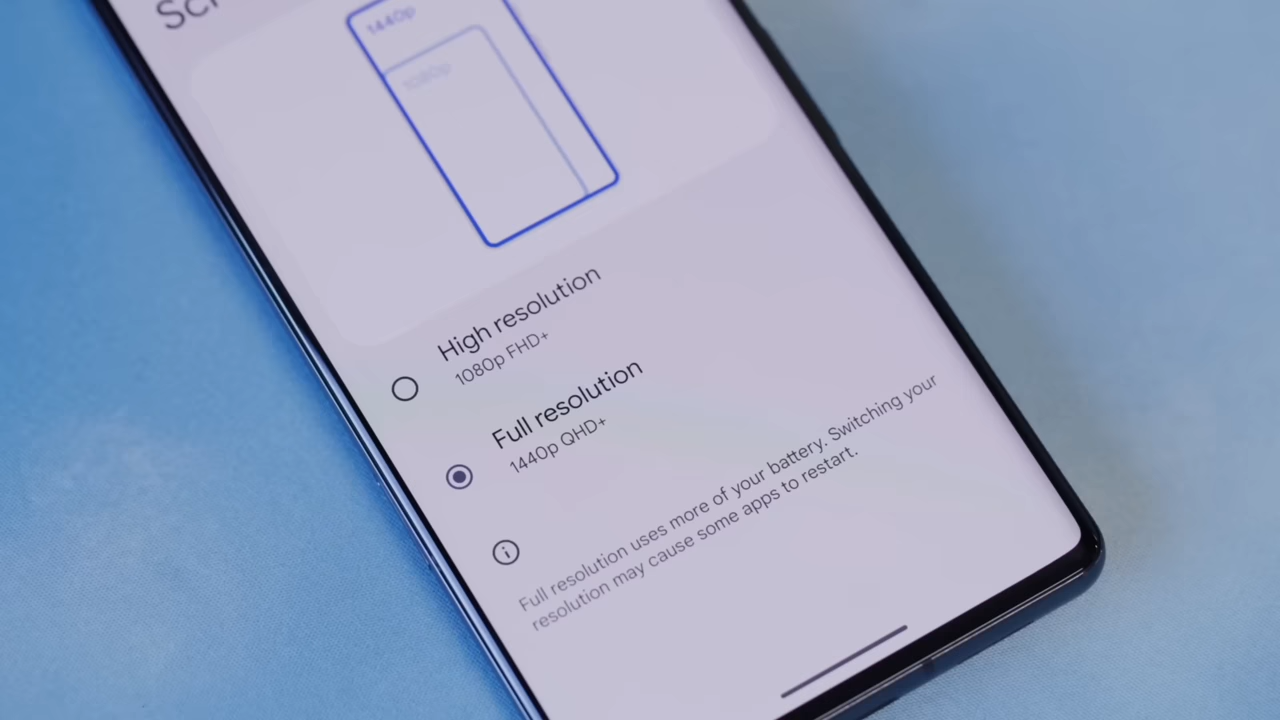 1440p
1080p
High resolution
1080p FHD+
Full resolution
1440p QHD+
Full resolution uses more of your battery. Switching your
resolution may cause some apps to restart.